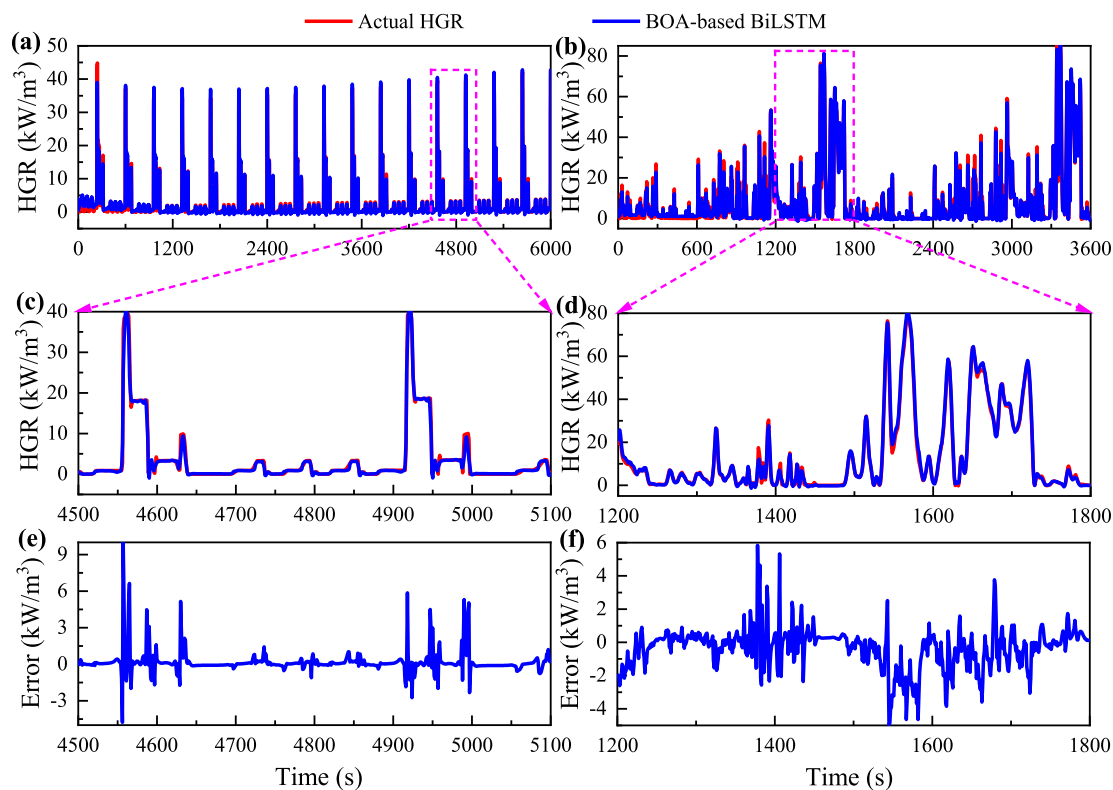 Actual HGR BOA-based BiLSTM
(a)
HGR (kW/m³)
50
40
30
20
10
0
0 1200 2400 3600 4800 6000
(b)
HGR (kW/m³)
80
60
40
20
0
0 600 1200 1800 2400 3000 3600
(c)
HGR (kW/m³)
40
30
20
10
0
4500 4600 4700 4800 4900 5000 5100
(d)
HGR (kW/m³)
80
60
40
20
0
1200 1400 1600 1800
(e)
Error (kW/m³)
9
6
3
0
-3
4500 4600 4700 4800 4900 5000 5100
Time (s)
(f)
Error (kW/m³)
6
4
2
0
-2
-4
1200 1400 1600 1800
Time (s)